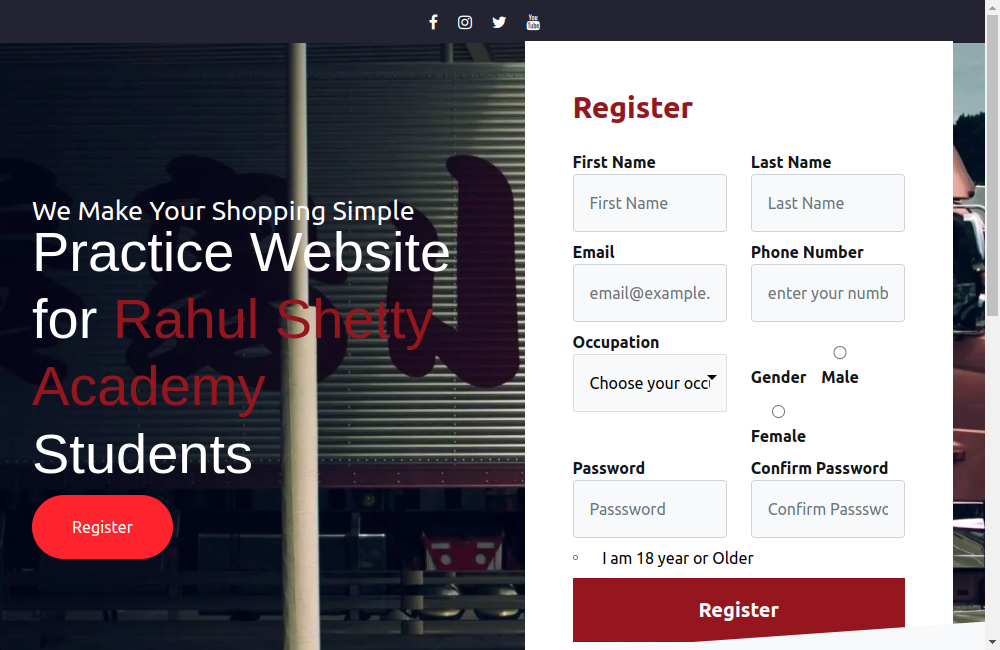 We Make Your Shopping Simple
Practice Website
for Rahul Shetty
Academy
Students
Register
Register
First Name Last Name
First Name Last Name
Email Phone Number
email@example. enter your numb
Occupation
Choose your occ
Gender Male
Female
Password Confirm Password
Passsword Confirm Passswc
I am 18 year or Older
Register